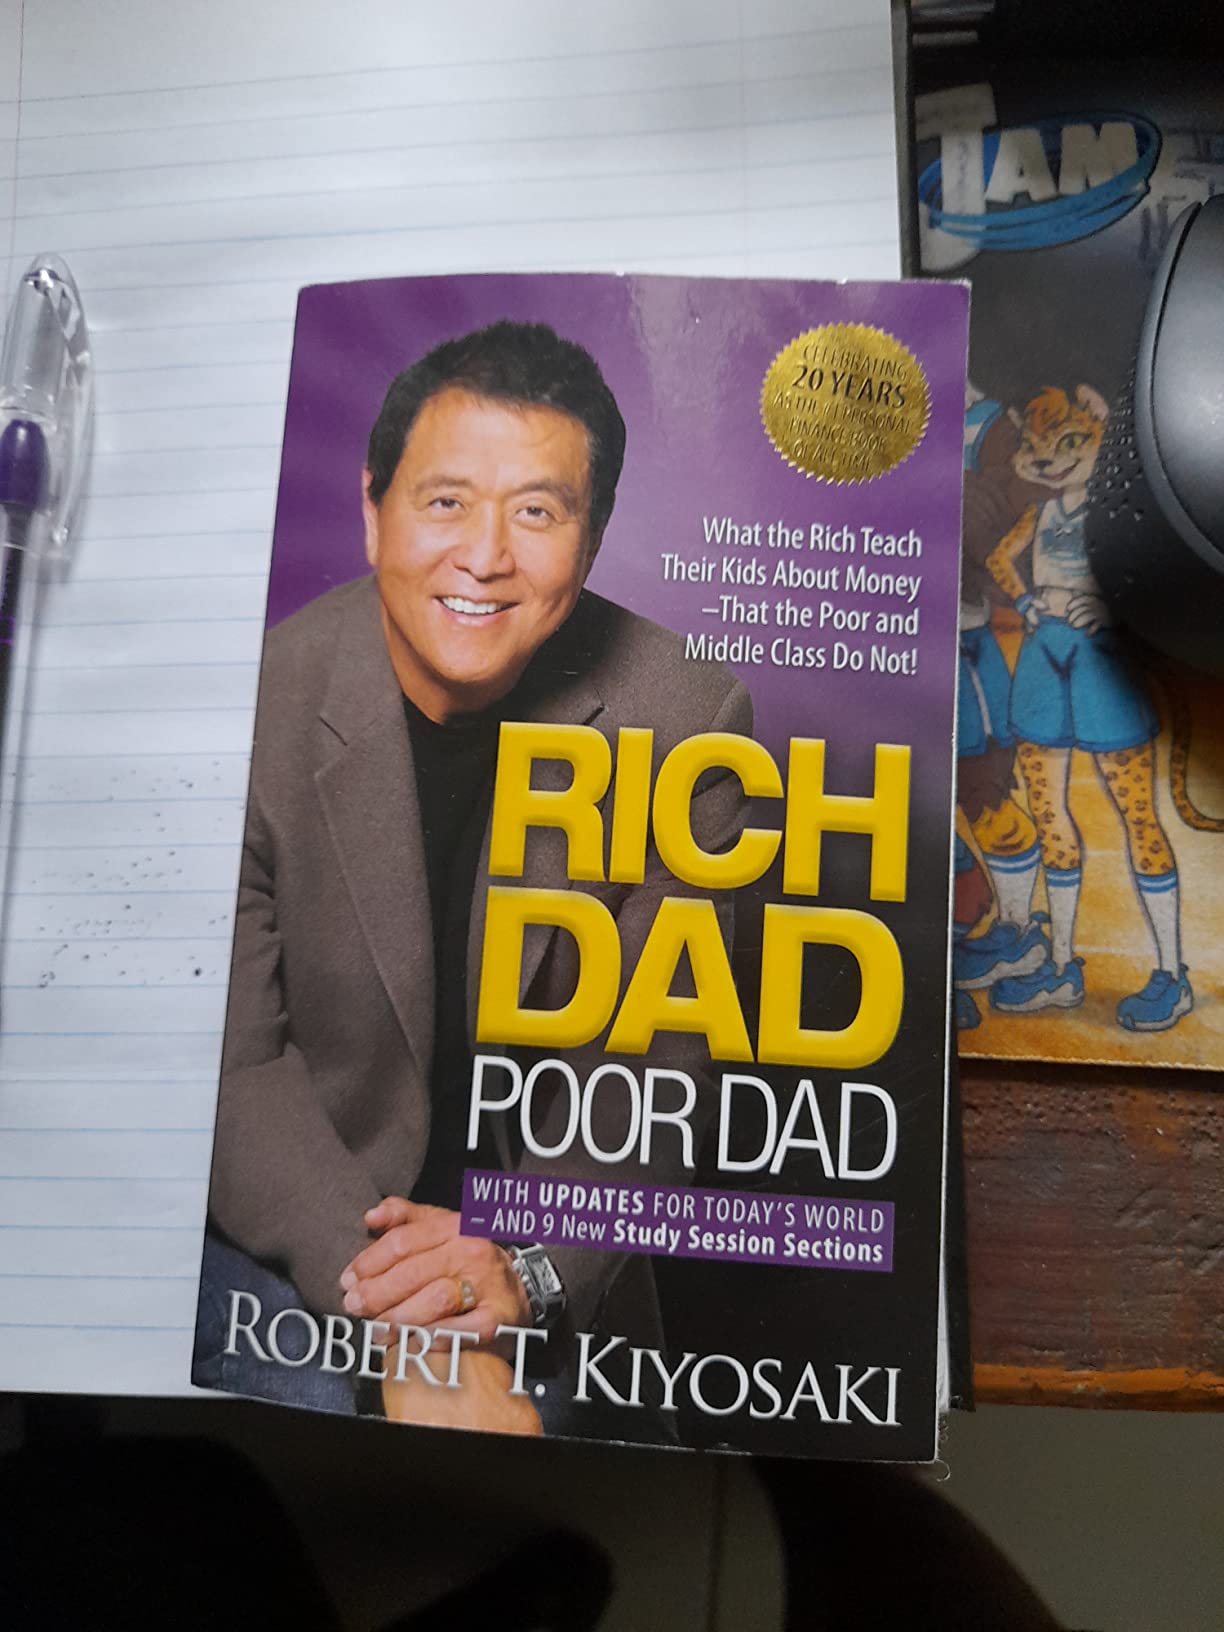 TAM
CELEBRATING
20 YEARS
AS THE #1 PERSONAL
FINANCE BOOK
OF ALL TIME
What the Rich Teach
Their Kids About Money
–That the Poor and
Middle Class Do Not!
RICH
DAD
POOR DAD
WITH UPDATES FOR TODAY'S WORLD
– AND 9 New Study Session Sections
ROBERT T. KIYOSAKI